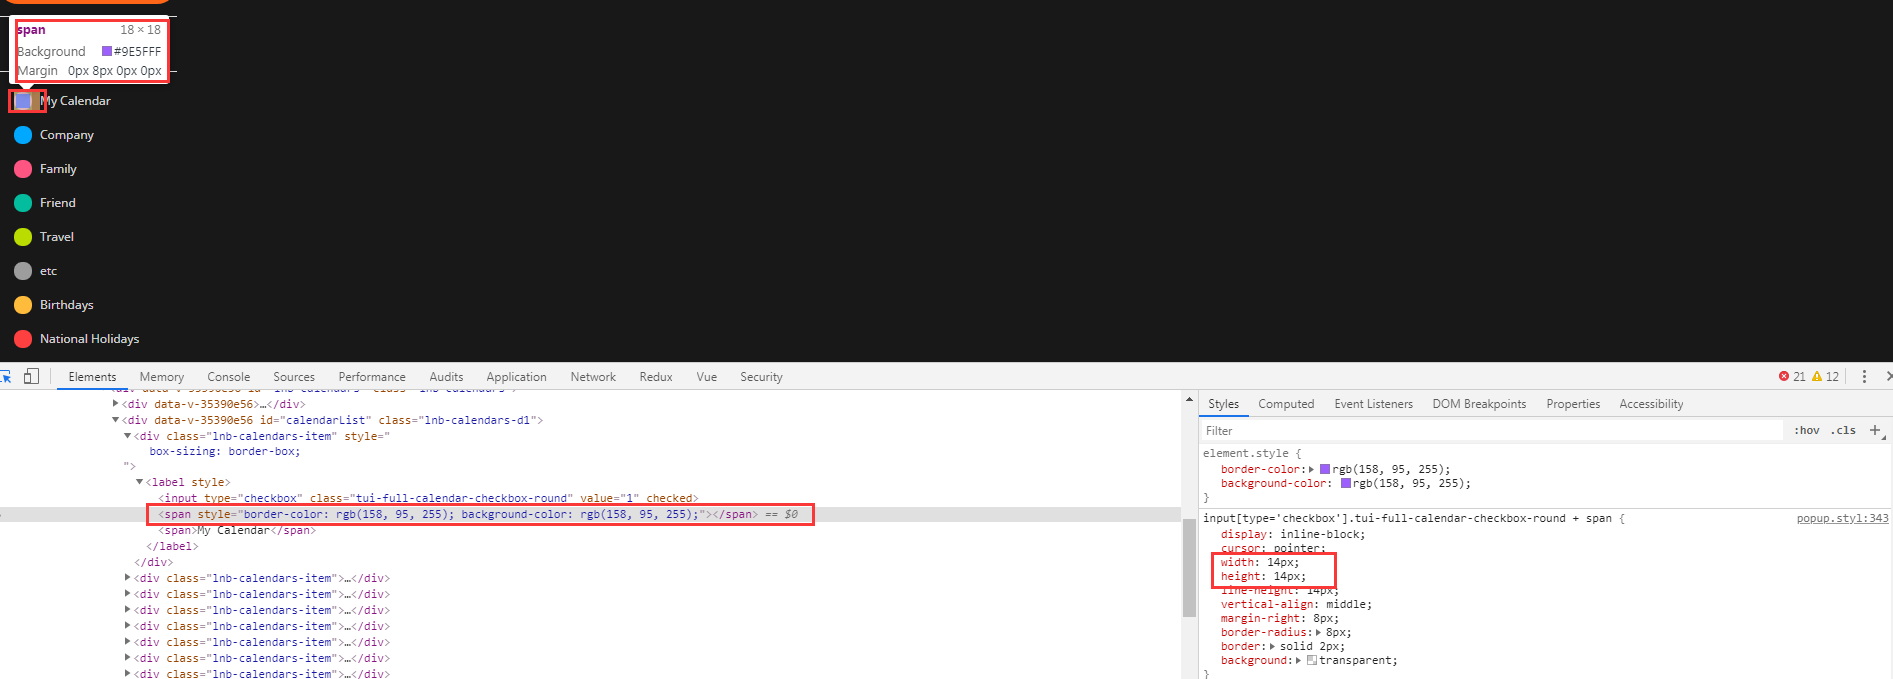 span 18 × 18
Background #9E5FFF
Margin 0px 8px 0px 0px
My Calendar
Company
Family
Friend
Travel
etc
Birthdays
National Holidays
Elements Memory Console Sources Performance Audits Application Network Redux Vue Security 21 12
<div data-v-35390e56>…</div>
<div data-v-35390e56 id="calendarList" class="lnb-calendars-d1">
<div class="lnb-calendars-item" style="
box-sizing: border-box;
">
<label style>
<input type="checkbox" class="tui-full-calendar-checkbox-round" value="1" checked>
<span style="border-color: rgb(158, 95, 255); background-color: rgb(158, 95, 255);"></span> == $0
<span>My Calendar</span>
</label>
</div>
<div class="lnb-calendars-item">…</div>
<div class="lnb-calendars-item">…</div>
<div class="lnb-calendars-item">…</div>
<div class="lnb-calendars-item">…</div>
<div class="lnb-calendars-item">…</div>
<div class="lnb-calendars-item">…</div>
<div class="lnb-calendars-item">…</div>
Styles Computed Event Listeners DOM Breakpoints Properties Accessibility
Filter :hov .cls +
element.style {
border-color: rgb(158, 95, 255);
background-color: rgb(158, 95, 255);
}
input[type='checkbox'].tui-full-calendar-checkbox-round + span { popup.styl:343
display: inline-block;
cursor: pointer;
width: 14px;
height: 14px;
line-height: 14px;
vertical-align: middle;
margin-right: 8px;
border-radius: 8px;
border: solid 2px;
background: transparent;
}